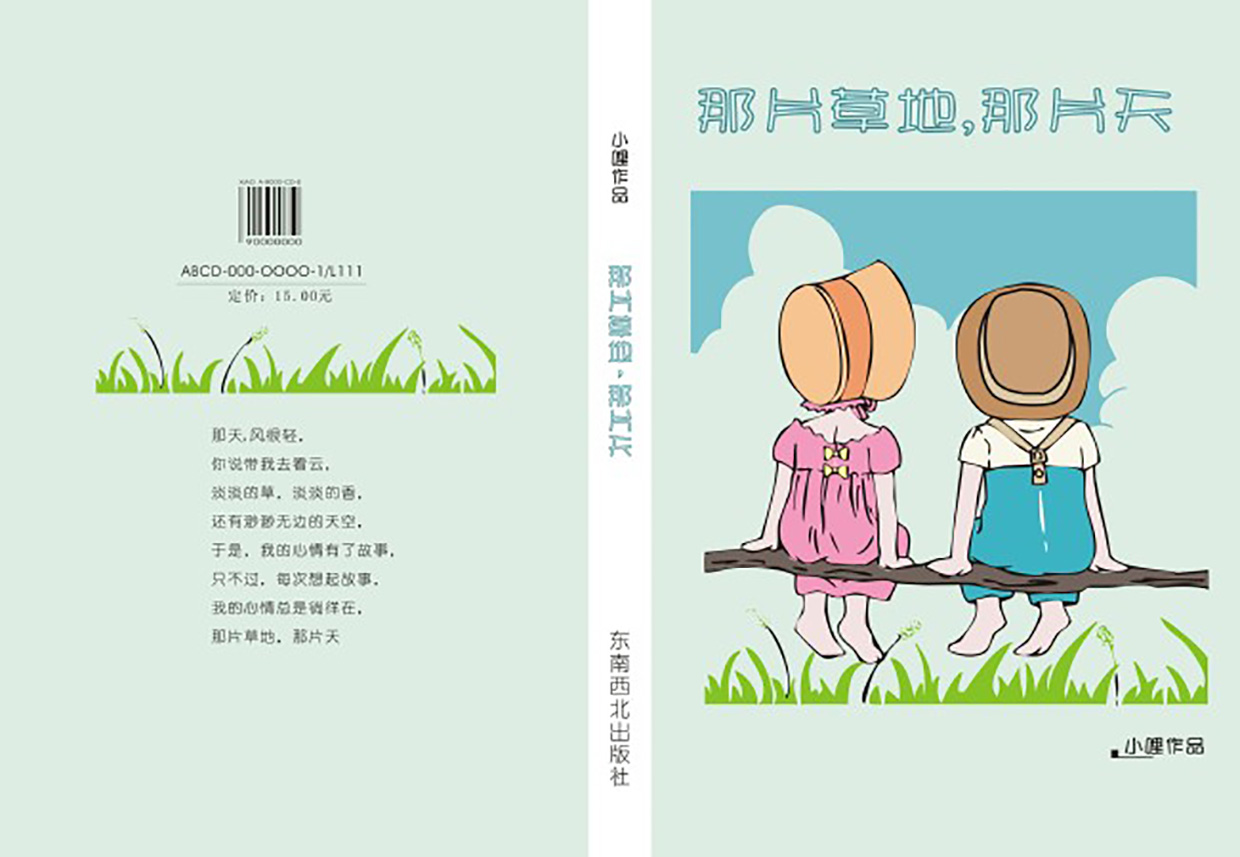 XIAO A-9000-CD-E
90008000
ABCD-000-OOOO-1/L111
定价：15.00元
那天,风很轻，
你说带我去看云，
淡淡的草，淡淡的香，
还有渺渺无边的天空，
于是，我的心情有了故事，
只不过，每次想起故事，
我的心情总是徜徉在，
那片草地，那片天
小哩作品
那片草地，那片天
东南西北出版社
那片草地,那片天
小哩作品